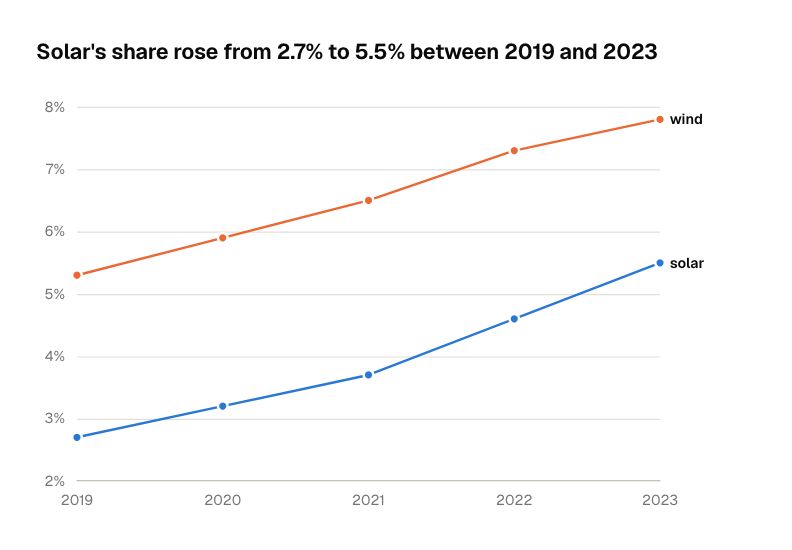 Solar's share rose from 2.7% to 5.5% between 2019 and 2023
8%
wind
7%
6%
solar
5%
4%
3%
2%
2019 2020 2021 2022 2023